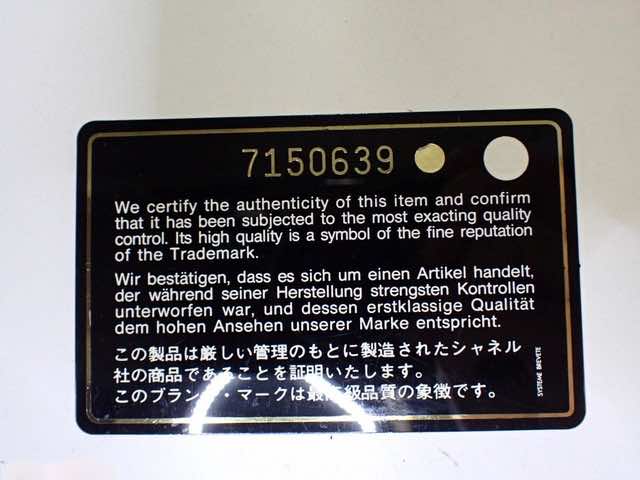 7150639
We certify the authenticity of this item and confirm
that it has been subjected to the most exacting quality
control. Its high quality is a symbol of the fine reputation
of the Trademark.
Wir bestätigen, dass es sich um einen Artikel handelt,
der während seiner Herstellung strengsten Kontrollen
unterworfen war, und dessen erstklassige Qualität
dem hohen Ansehen unserer Marke entspricht.
この製品は厳しい管理のもとに製造されたシャネル
社の商品であることを証明いたします。
このブランド・マークは最高級品質の象徴です。
SYSTEME BREVETE